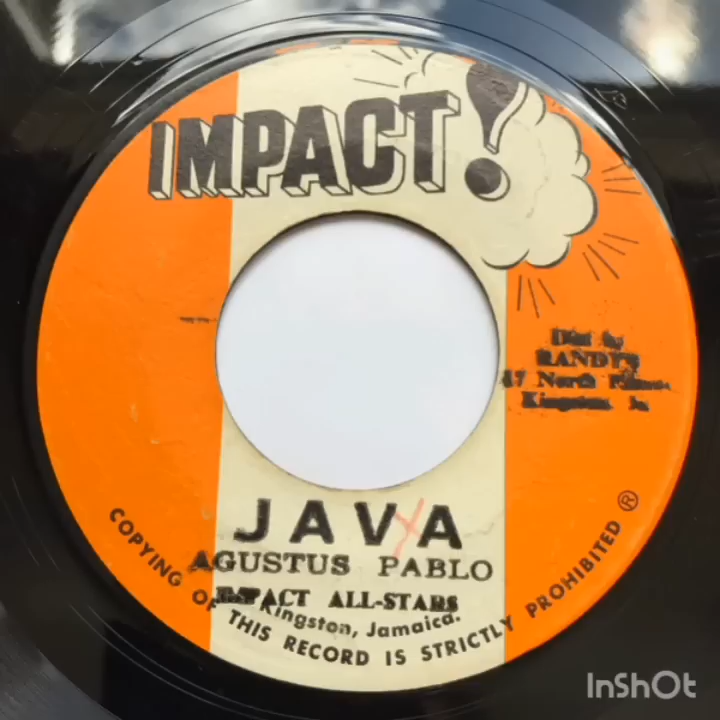 IMPACT!
Dist by
RANDY'S
17 North
Kingston Ja
JAVA
AGUSTUS PABLO
IMPACT ALL-STARS
Kingston, Jamaica.
COPYING OF THIS RECORD IS STRICTLY PROHIBITED ®
InShOt